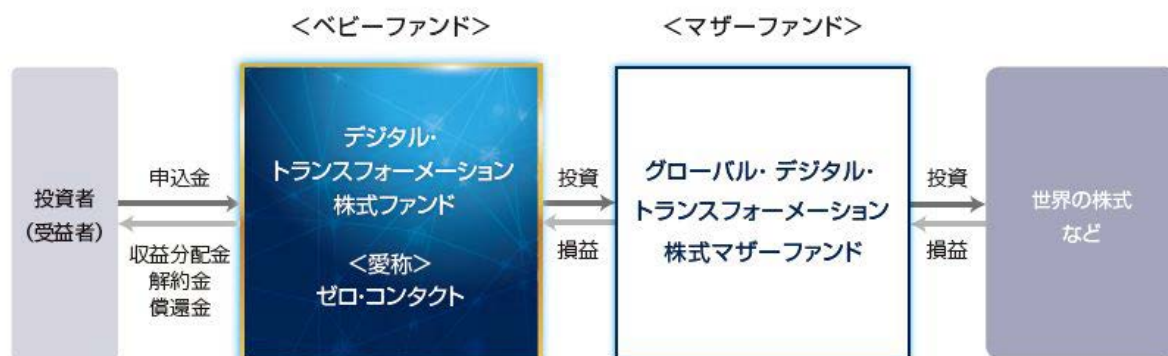 ＜ベビーファンド＞
＜マザーファンド＞
投資者
(受益者)
申込金
収益分配金
解約金
償還金
デジタル・
トランスフォーメーション
株式ファンド
＜愛称＞
ゼロ・コンタクト
投資
損益
グローバル・デジタル・
トランスフォーメーション
株式マザーファンド
投資
損益
世界の株式
など